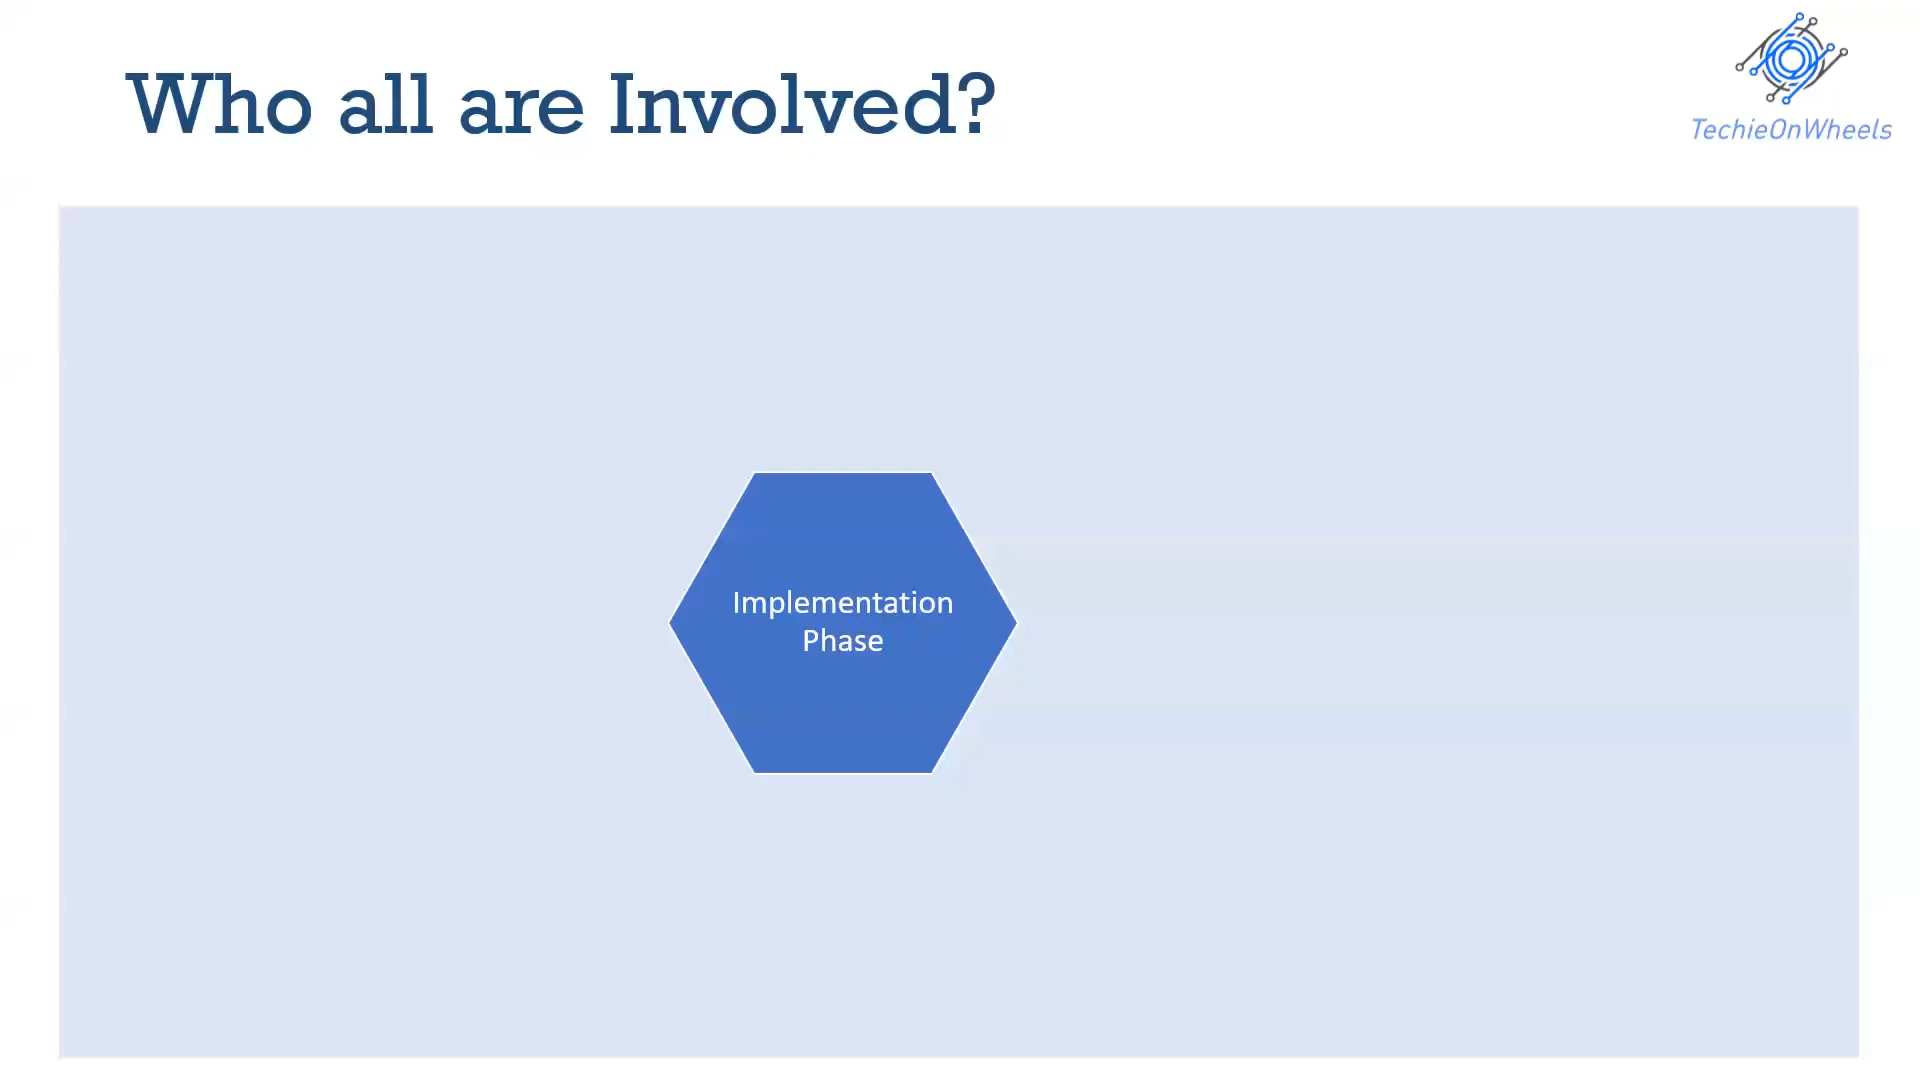 Who all are Involved?
TechieOnWheels
Implementation
Phase